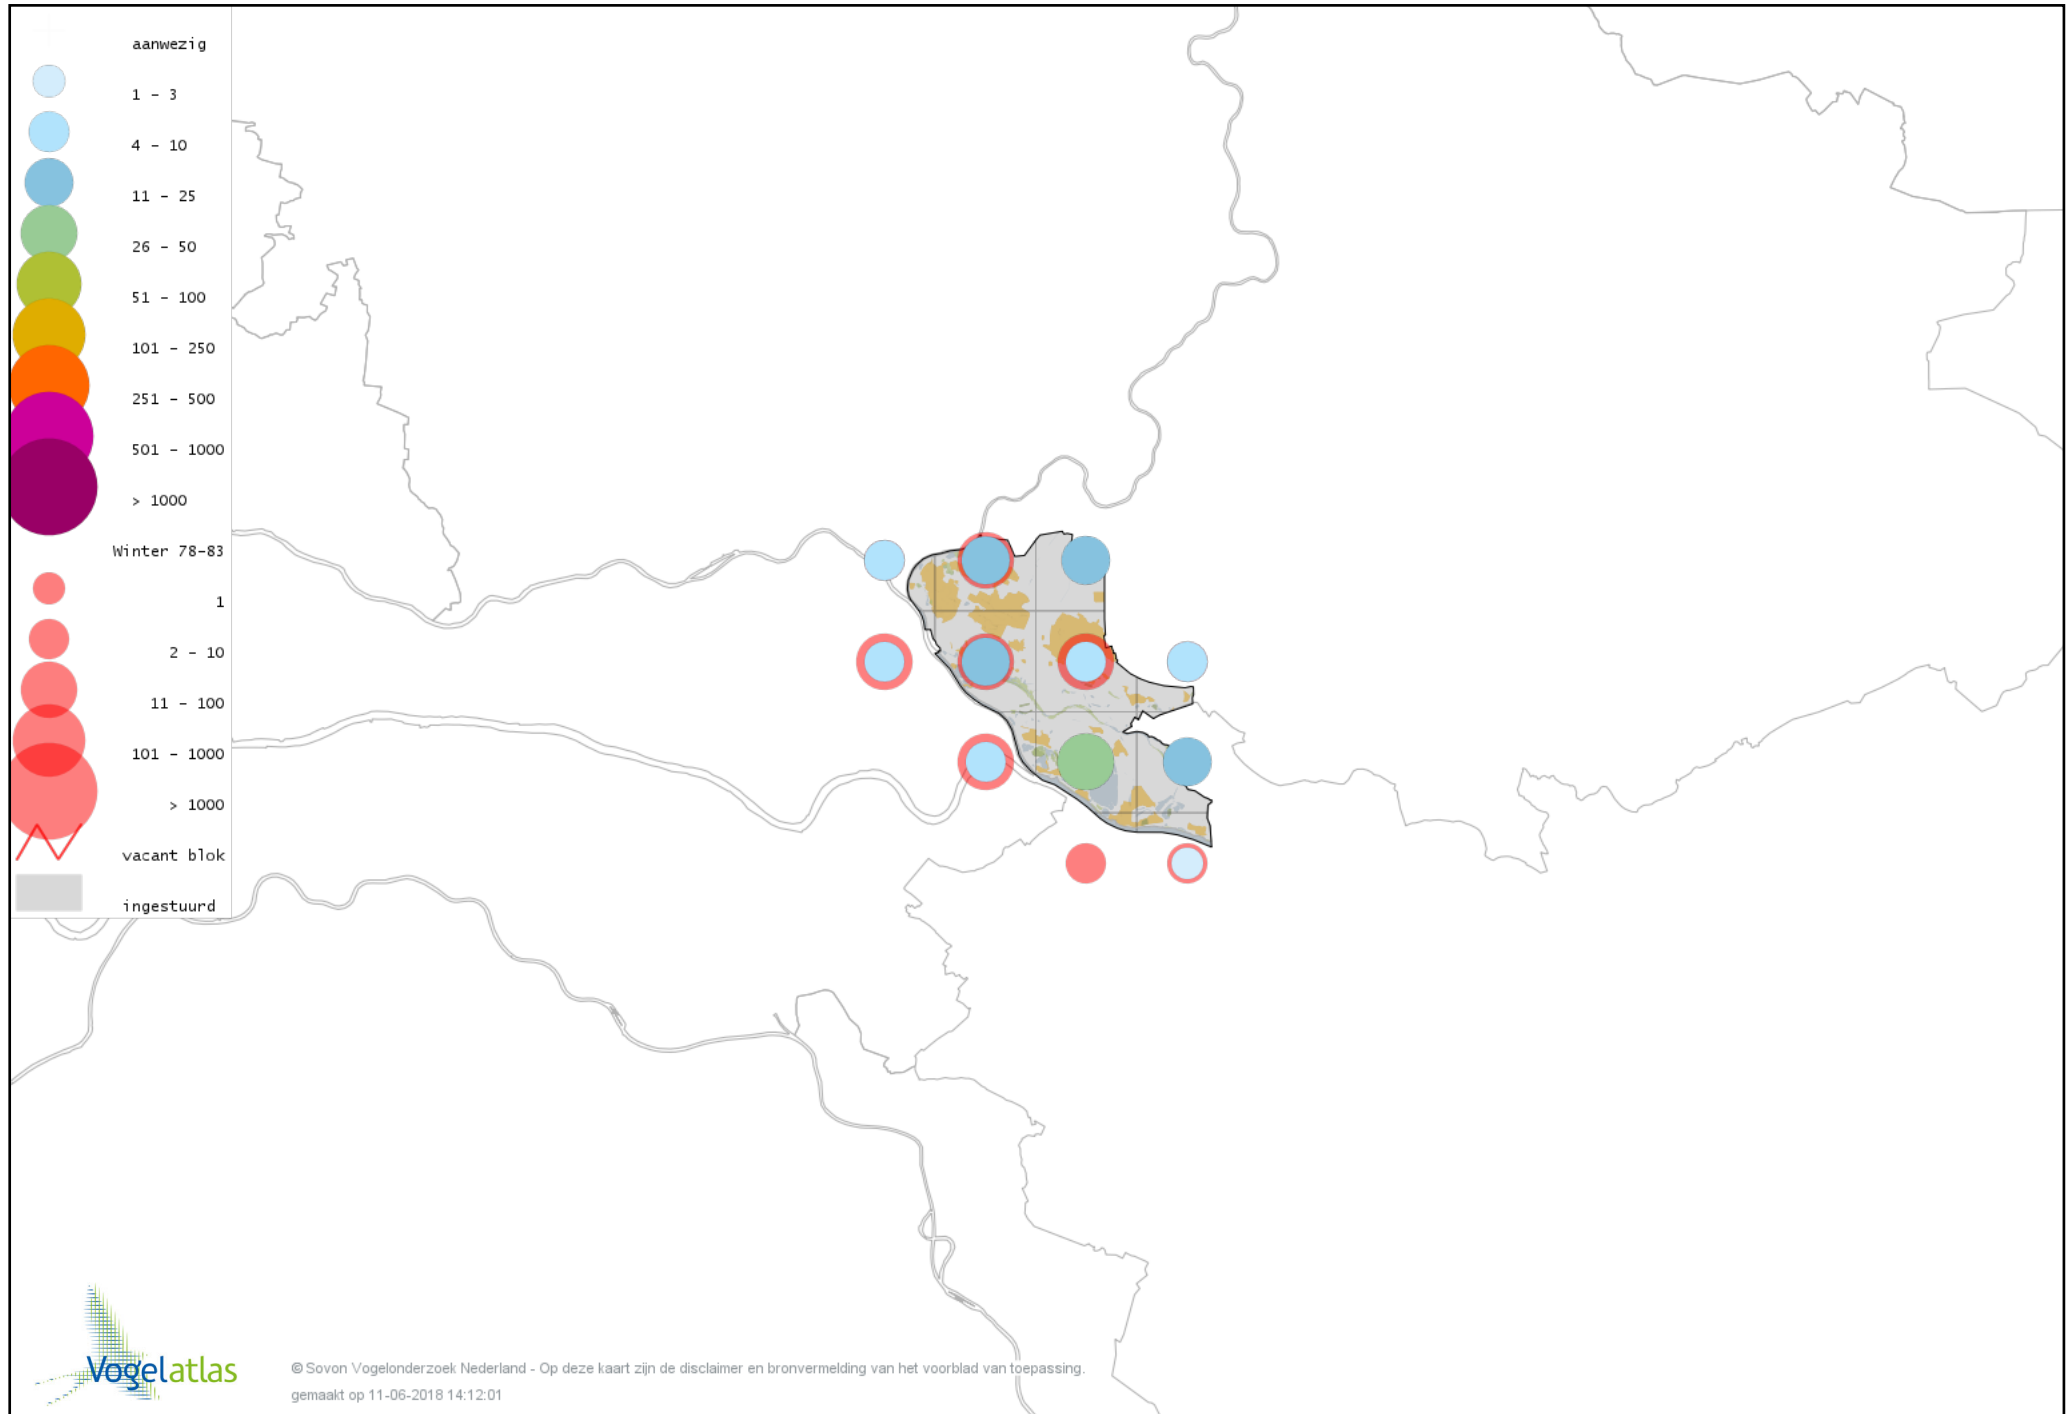 aanwezig
1 - 3
4 - 10
11 - 25
26 - 50
51 - 100
101 - 250
251 - 500
501 - 1000
> 1000
Winter 78-83
1
2 - 10
11 - 100
101 - 1000
> 1000
vacant blok
ingestuurd
Vogelatlas
© Sovon Vogelonderzoek Nederland - Op deze kaart zijn de disclaimer en bronvermelding van het voorblad van toepassing.
gemaakt op 11-06-2018 14:12:01